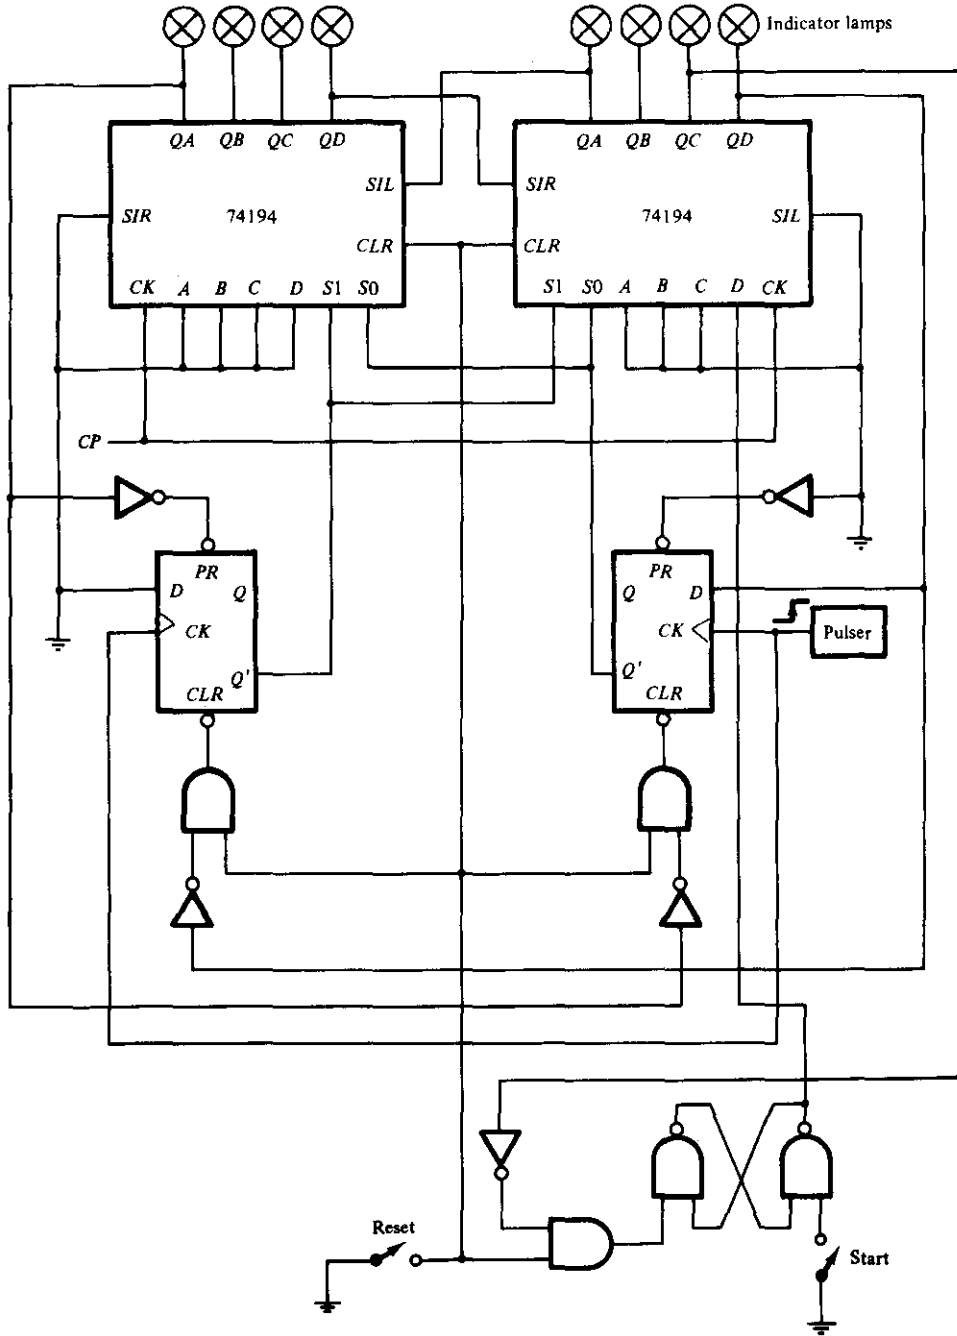 Indicator lamps
QA QB QC QD
QA QB QC QD
SIL
SIR
SIR
74194
74194
SIL
CLR
CLR
CK A B C D S1 S0
S1 S0 A B C D CK
CP
PR
PR
D Q
Q D
CK
CK
Pulser
Q'
Q'
CLR
CLR
Reset
Start